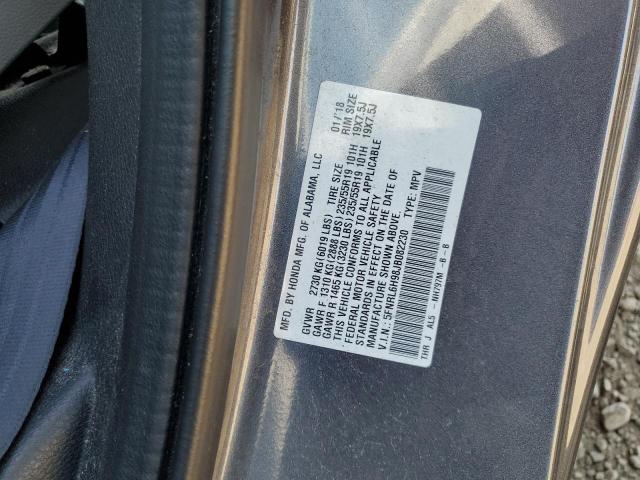 MFD. BY HONDA MFG. OF ALABAMA, LLC 01/'18
GVWR 2730 KG(6019 LBS) TIRE SIZE RIM SIZE
GAWR F 1310 KG(2888 LBS) 235/55R19 101H 19X7.5J
GAWR R 1465 KG(3230 LBS) 235/55R19 101H 19X7.5J
THIS VEHICLE CONFORMS TO ALL APPLICABLE
FEDERAL MOTOR VEHICLE SAFETY
STANDARDS IN EFFECT ON THE DATE OF
MANUFACTURE SHOWN ABOVE.
V.I.N.: 5FNRL6H98JB082230 TYPE: MPV
THR J AL5 - NH797M -B-B